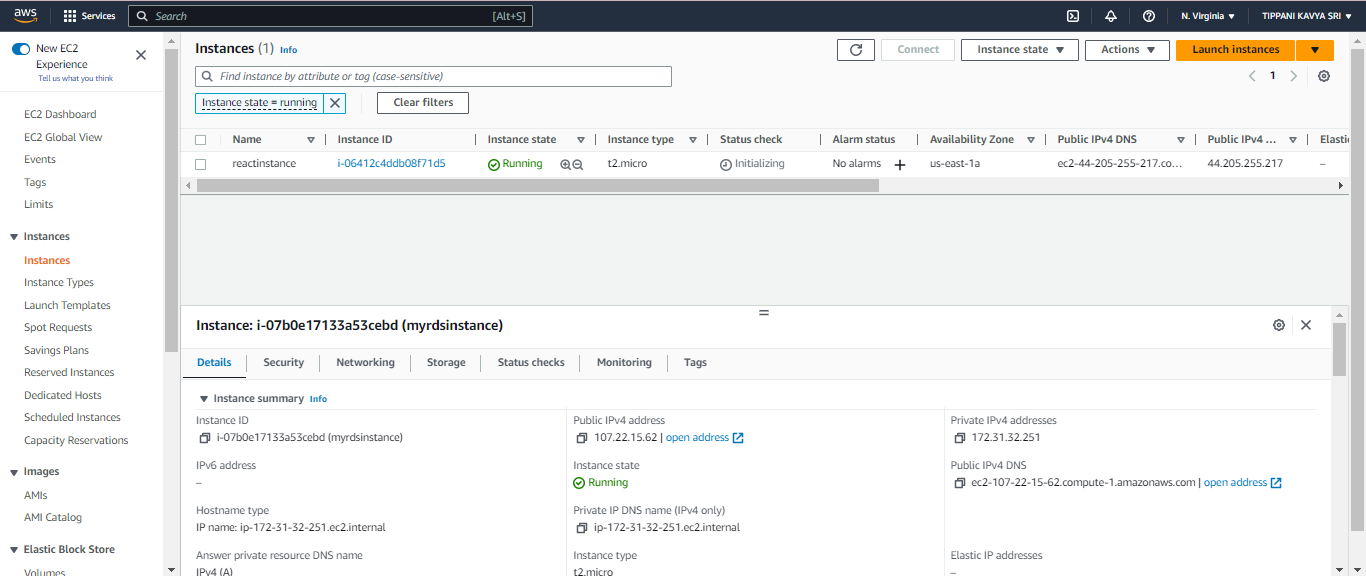 aws Services Search [Alt+S] N. Virginia TIPPANI KAVYA SRI
New EC2
Experience
Tell us what you think
EC2 Dashboard
EC2 Global View
Events
Tags
Limits
Instances
Instances
Instance Types
Launch Templates
Spot Requests
Savings Plans
Reserved Instances
Dedicated Hosts
Scheduled Instances
Capacity Reservations
Images
AMIs
AMI Catalog
Elastic Block Store
Volumes
Instances (1) Info Connect Instance state Actions Launch instances
Find instance by attribute or tag (case-sensitive) 1
Instance state = running Clear filters
Name Instance ID Instance state Instance type Status check Alarm status Availability Zone Public IPv4 DNS Public IPv4 ... Elastic
reactinstance i-06412c4ddb08f71d5 Running t2.micro Initializing No alarms + us-east-1a ec2-44-205-255-217.co... 44.205.255.217 –
Instance: i-07b0e17133a53cebd (myrdsinstance)
Details Security Networking Storage Status checks Monitoring Tags
Instance summary Info
Instance ID Public IPv4 address Private IPv4 addresses
i-07b0e17133a53cebd (myrdsinstance) 107.22.15.62 | open address 172.31.32.251
IPv6 address Instance state Public IPv4 DNS
– Running ec2-107-22-15-62.compute-1.amazonaws.com | open address
Hostname type Private IP DNS name (IPv4 only)
IP name: ip-172-31-32-251.ec2.internal ip-172-31-32-251.ec2.internal
Answer private resource DNS name Instance type Elastic IP addresses
IPv4 (A) t2.micro –